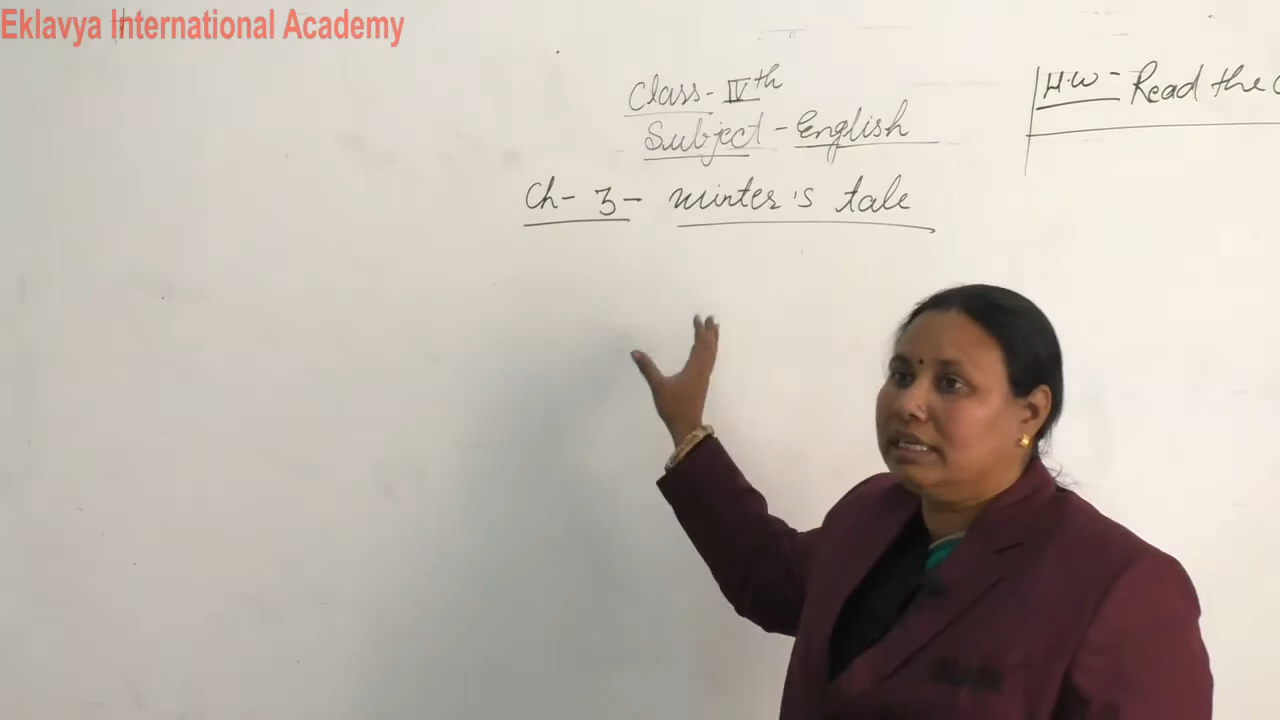 Eklavya International Academy
Class - IVth
Subject - English
Ch - 3 - Winter's tale
H.W - Read the